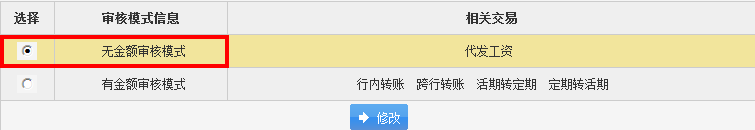 选择 审核模式信息 相关交易
无金额审核模式 代发工资
有金额审核模式 行内转账 跨行转账 活期转定期 定期转活期
修改